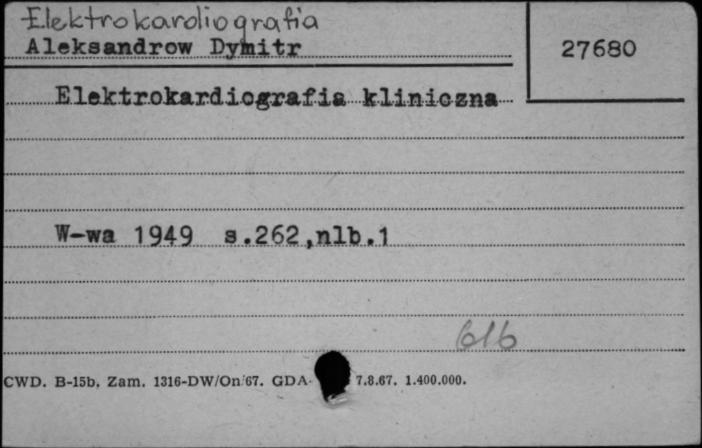 Elektrokardiografia
Aleksandrow Dymitr
27680
Elektrokardiografia kliniczna
W-wa 1949 s.262,nlb.1
616
CWD. B-15b, Zam. 1316-DW/On/67. GDA 7.8.67. 1.400.000.